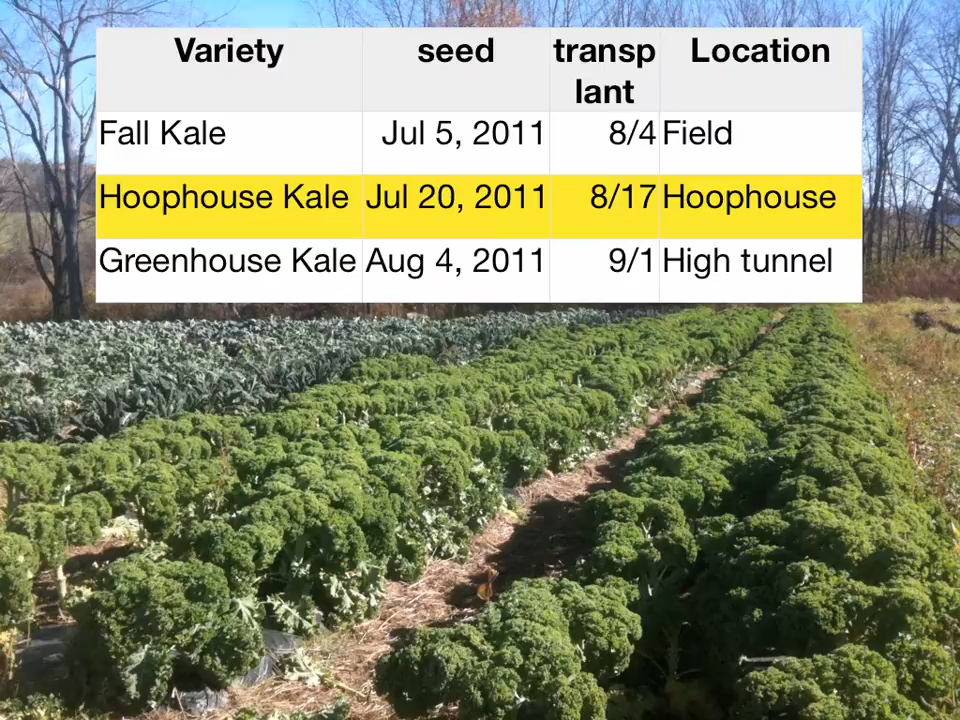 Variety seed transp Location
lant
Fall Kale Jul 5, 2011 8/4 Field
Hoophouse Kale Jul 20, 2011 8/17 Hoophouse
Greenhouse Kale Aug 4, 2011 9/1 High tunnel